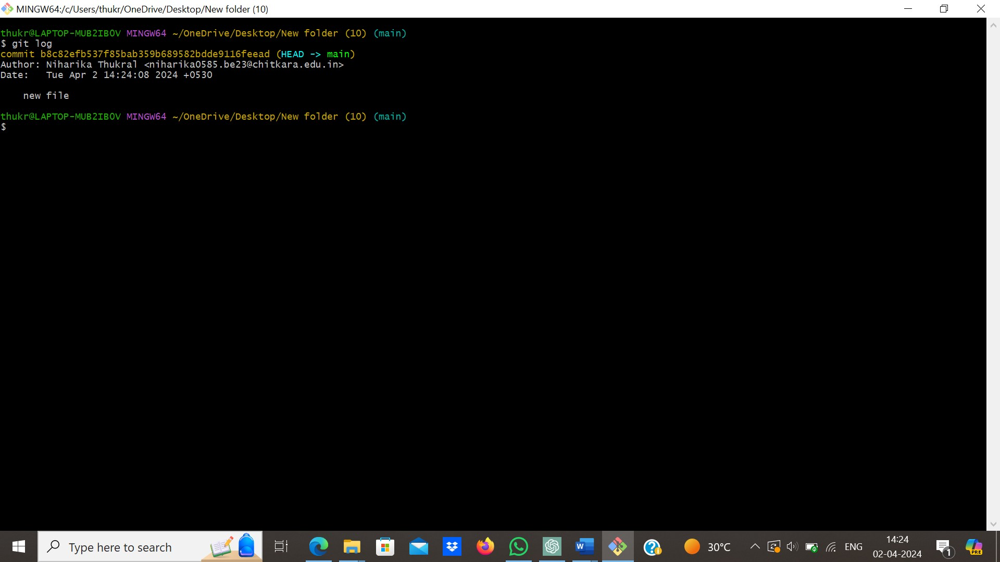 MINGW64:/c/Users/thukr/OneDrive/Desktop/New folder (10)
thukr@LAPTOP-MUB2IB0V MINGW64 ~/OneDrive/Desktop/New folder (10) (main)
$ git log
commit b8c82efb537f85bab359b689582bdde9116feead (HEAD -> main)
Author: Niharika Thukral <niharika0585.be23@chitkara.edu.in>
Date:   Tue Apr 2 14:24:08 2024 +0530
new file
thukr@LAPTOP-MUB2IB0V MINGW64 ~/OneDrive/Desktop/New folder (10) (main)
$
Type here to search
W
30°C
ENG
14:24
02-04-2024
1
PRE